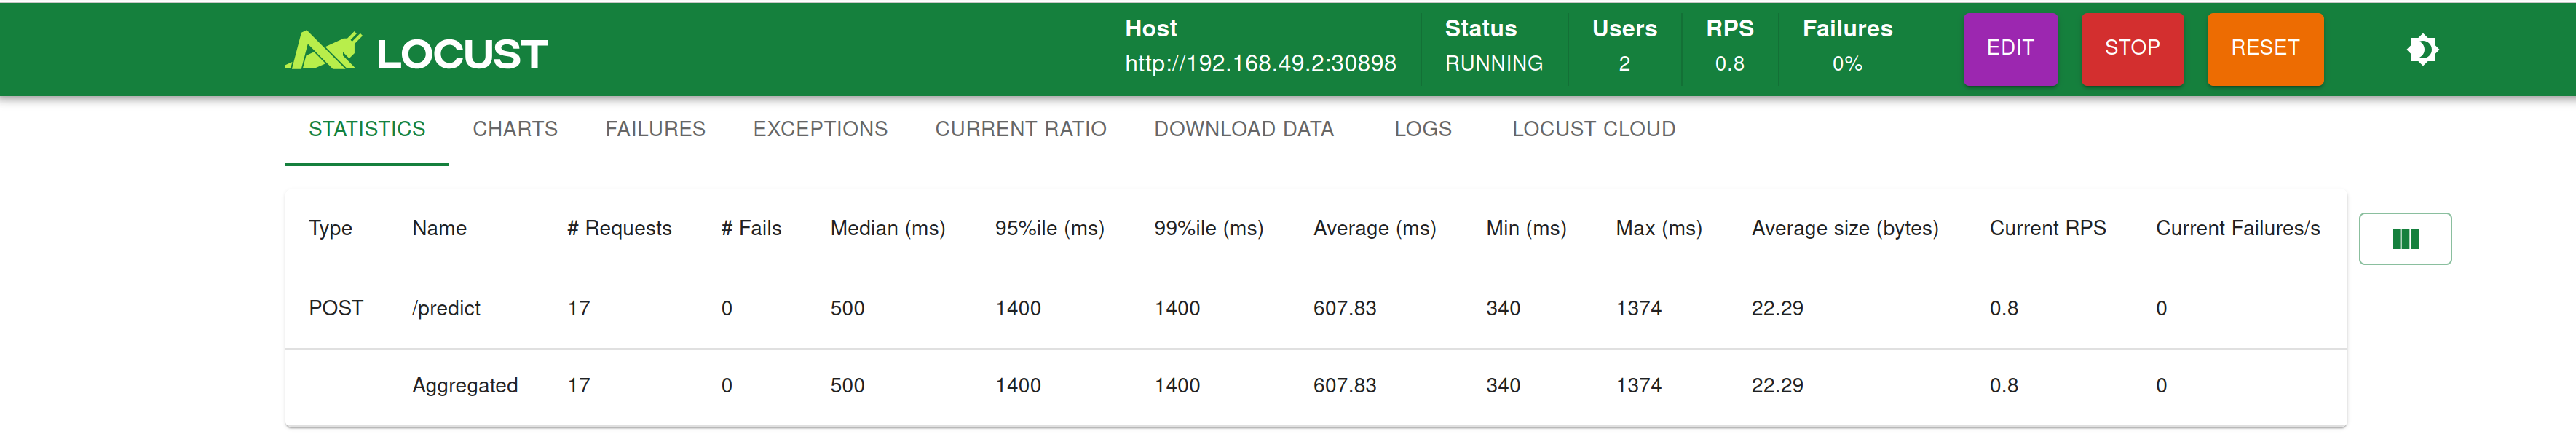 LOCUST
Host Status Users RPS Failures
http://192.168.49.2:30898 RUNNING 2 0.8 0%
EDIT STOP RESET
STATISTICS CHARTS FAILURES EXCEPTIONS CURRENT RATIO DOWNLOAD DATA LOGS LOCUST CLOUD
Type Name # Requests # Fails Median (ms) 95%ile (ms) 99%ile (ms) Average (ms) Min (ms) Max (ms) Average size (bytes) Current RPS Current Failures/s
POST /predict 17 0 500 1400 1400 607.83 340 1374 22.29 0.8 0
Aggregated 17 0 500 1400 1400 607.83 340 1374 22.29 0.8 0